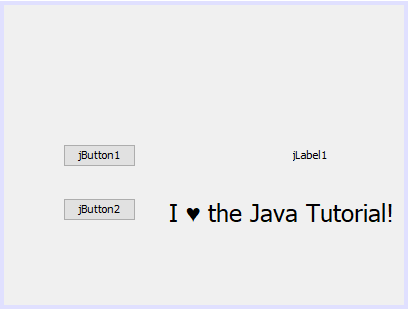 jButton1
jLabel1
jButton2
I ♥ the Java Tutorial!